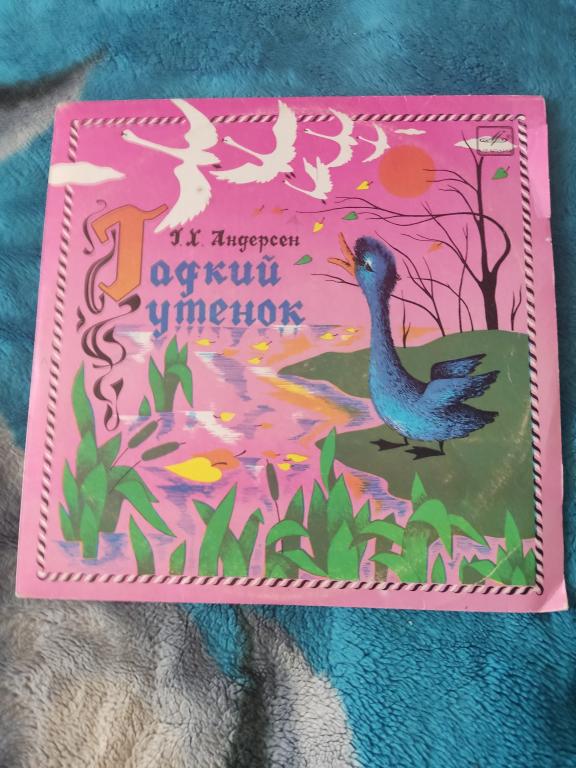 Г. Х. Андерсен
Гадкий
утенок